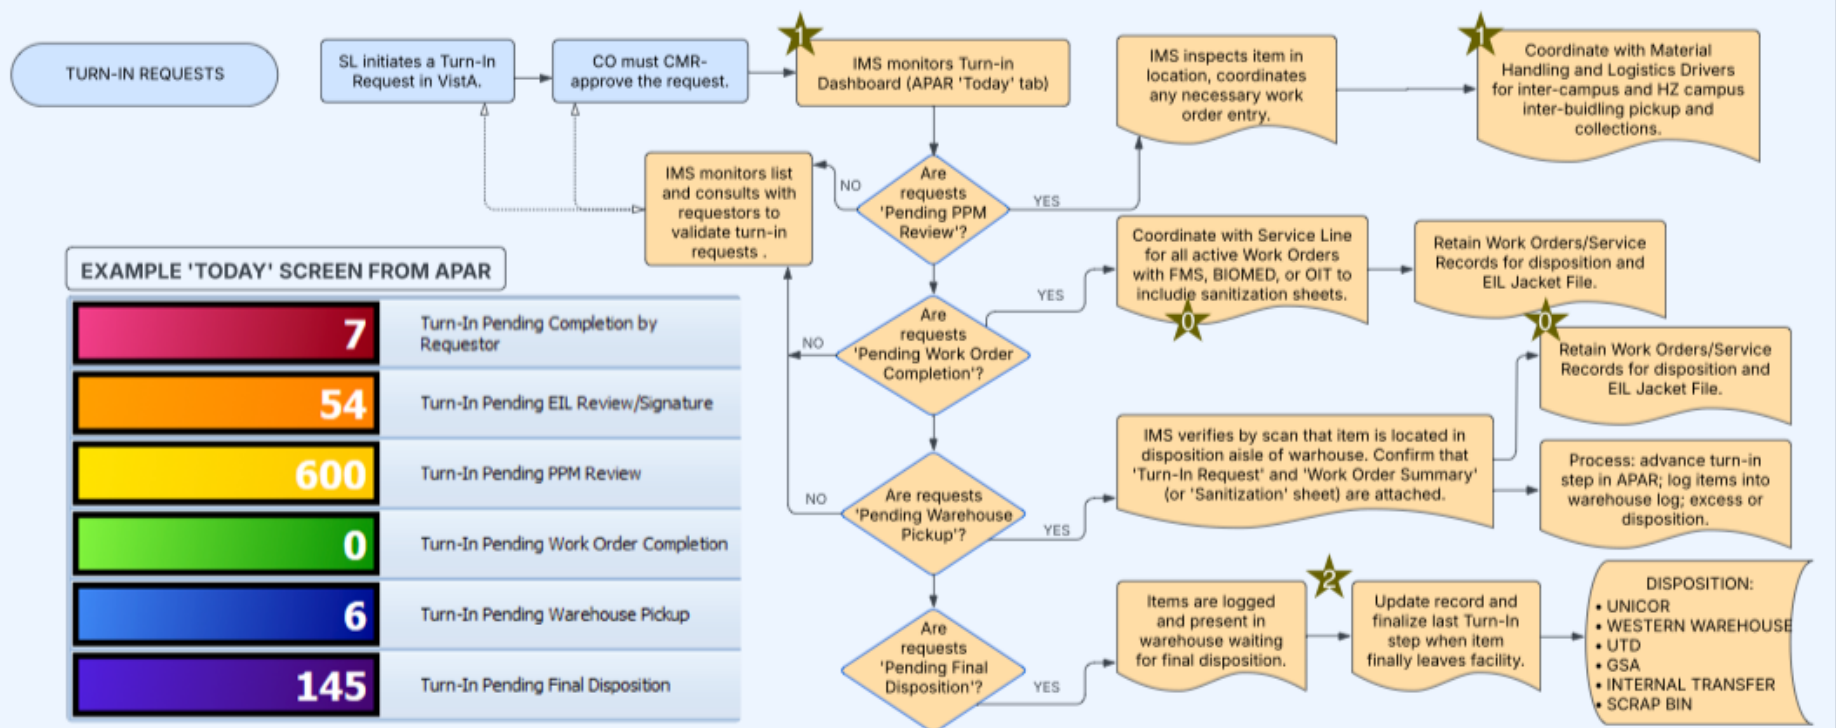 TURN-IN REQUESTS
SL initiates a Turn-In
Request in VistA.
CO must CMR-
approve the request.
1
IMS monitors Turn-in
Dashboard (APAR 'Today' tab)
IMS inspects item in
location, coordinates
any necessary work
order entry.
1
Coordinate with Material
Handling and Logistics Drivers
for inter-campus and HZ campus
inter-buidling pickup and
collections.
IMS monitors list
and consults with
requestors to
validate turn-in
requests .
NO
Are
requests
'Pending PPM
Review'?
YES
Coordinate with Service Line
for all active Work Orders
with FMS, BIOMED, or OIT to
includie sanitization sheets.
0
Retain Work Orders/Service
Records for disposition and
EIL Jacket File.
NO
Are
requests
'Pending Work Order
Completion'?
YES
0
Retain Work Orders/Service
Records for disposition and
EIL Jacket File.
NO
Are requests
'Pending Warehouse
Pickup'?
YES
IMS verifies by scan that item is located in
disposition aisle of warhouse. Confirm that
'Turn-In Request' and 'Work Order Summary'
(or 'Sanitization' sheet) are attached.
Process: advance turn-in
step in APAR; log items into
warehouse log; excess or
disposition.
Are
requests
'Pending Final
Disposition'?
YES
Items are logged
and present in
warehouse waiting
for final disposition.
2
Update record and
finalize last Turn-In
step when item
finally leaves facility.
DISPOSITION:
• UNICOR
• WESTERN WAREHOUSE
• UTD
• GSA
• INTERNAL TRANSFER
• SCRAP BIN
EXAMPLE 'TODAY' SCREEN FROM APAR
7 Turn-In Pending Completion by
Requestor
54 Turn-In Pending EIL Review/Signature
600 Turn-In Pending PPM Review
0 Turn-In Pending Work Order Completion
6 Turn-In Pending Warehouse Pickup
145 Turn-In Pending Final Disposition